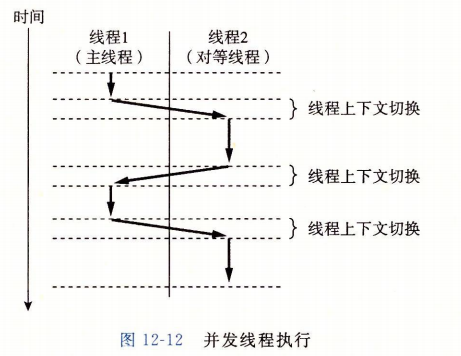 时间
线程1
（主线程）
线程2
（对等线程）
线程上下文切换
线程上下文切换
线程上下文切换
图 12-12 并发线程执行